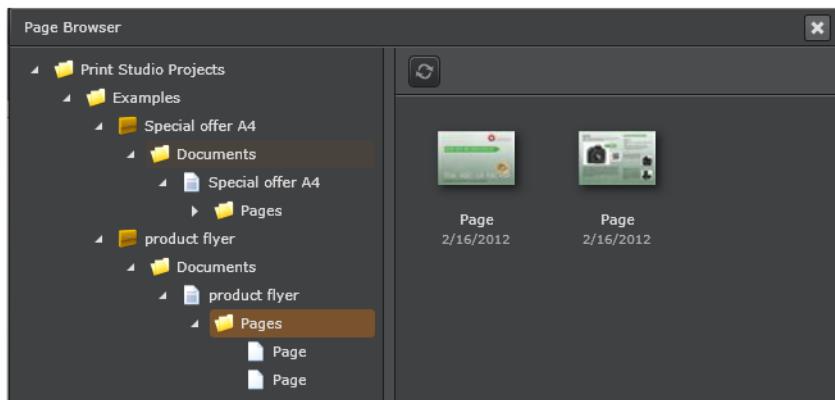 Page Browser
Print Studio Projects
Examples
Special offer A4
Documents
Special offer A4
Pages
product flyer
Documents
product flyer
Pages
Page
Page
Page
2/16/2012
Page
2/16/2012